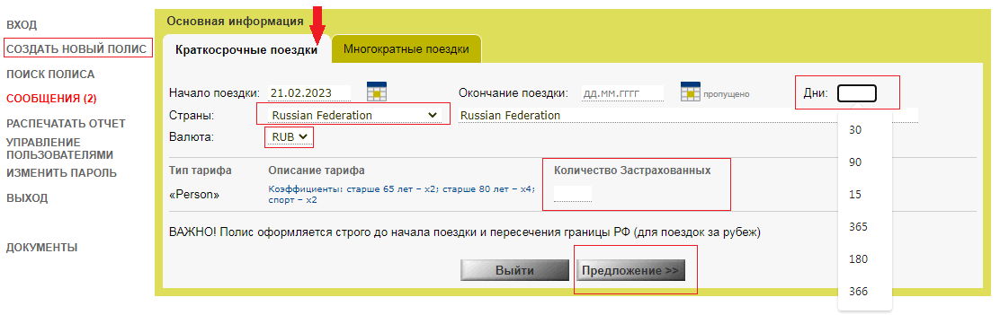 ВХОД
СОЗДАТЬ НОВЫЙ ПОЛИС
ПОИСК ПОЛИСА
СООБЩЕНИЯ (2)
РАСПЕЧАТАТЬ ОТЧЕТ
УПРАВЛЕНИЕ
ПОЛЬЗОВАТЕЛЯМИ
ИЗМЕНИТЬ ПАРОЛЬ
ВЫХОД
ДОКУМЕНТЫ
Основная информация
Краткосрочные поездки Многократные поездки
Начало поездки: 21.02.2023 Окончание поездки: дд.мм.гггг пропущено Дни:
Страны: Russian Federation Russian Federation
Валюта: RUB
30
90
15
365
180
366
Тип тарифа Описание тарифа Количество Застрахованных
«Person» Коэффициенты: старше 65 лет – x2; старше 80 лет – x4;
спорт – x2
ВАЖНО! Полис оформляется строго до начала поездки и пересечения границы РФ (для поездок за рубеж)
Выйти Предложение >>